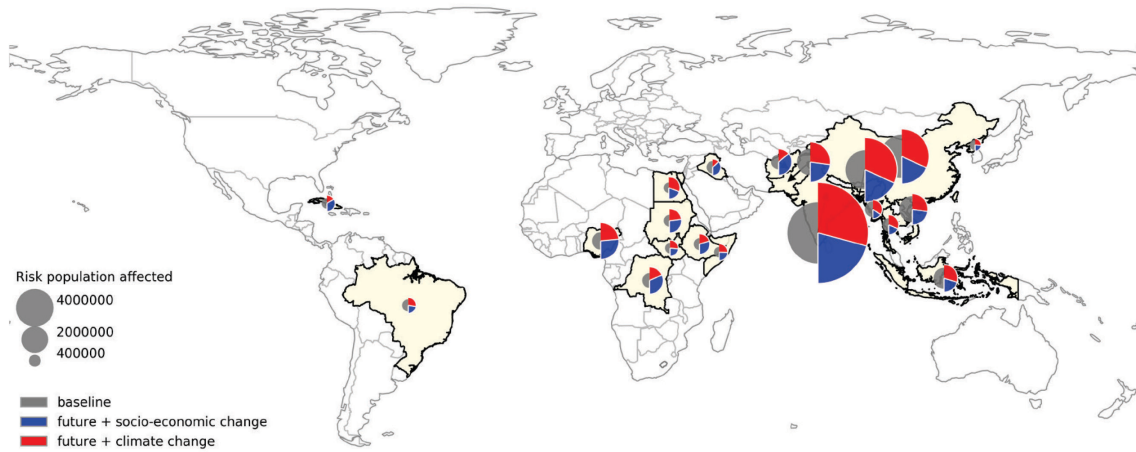 Risk population affected
4000000
2000000
400000
baseline
future + socio-economic change
future + climate change